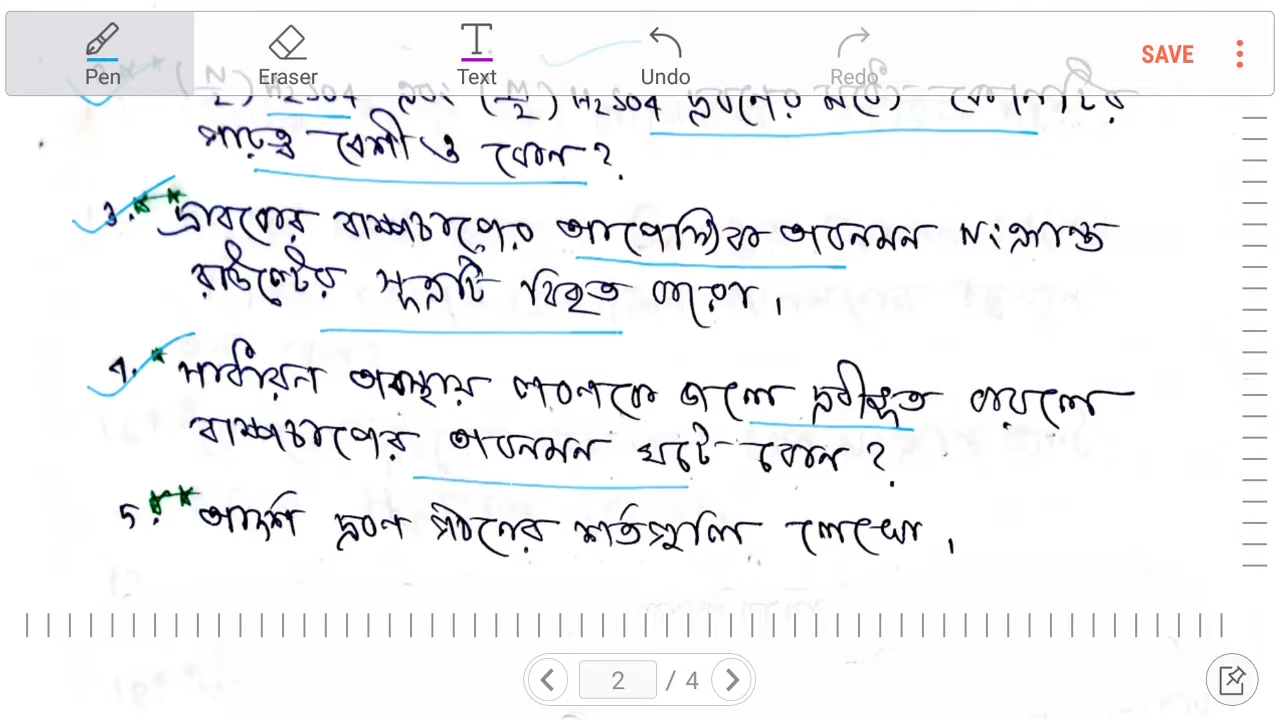 Pen Eraser Text Undo Redo SAVE
(N/2) H2SO4 এবং (M/2) H2SO4 দ্রবণের মধ্যে কোনটির
গাঢ়ত্ব বেশী ও কেন?
3. ** দ্রাবকের বাষ্পচাপের আপেক্ষিক অবনমন সংক্রান্ত
রাউল্টের সূত্রটি বিবৃত করো।
4. * সাধারণ অবস্থায় লবণকে জলে দ্রবীভূত করলে
বাষ্পচাপের অবনমন ঘটে কেন?
5. ** আদর্শ দ্রবণ গঠনের শর্তগুলি লেখো।
2 / 4